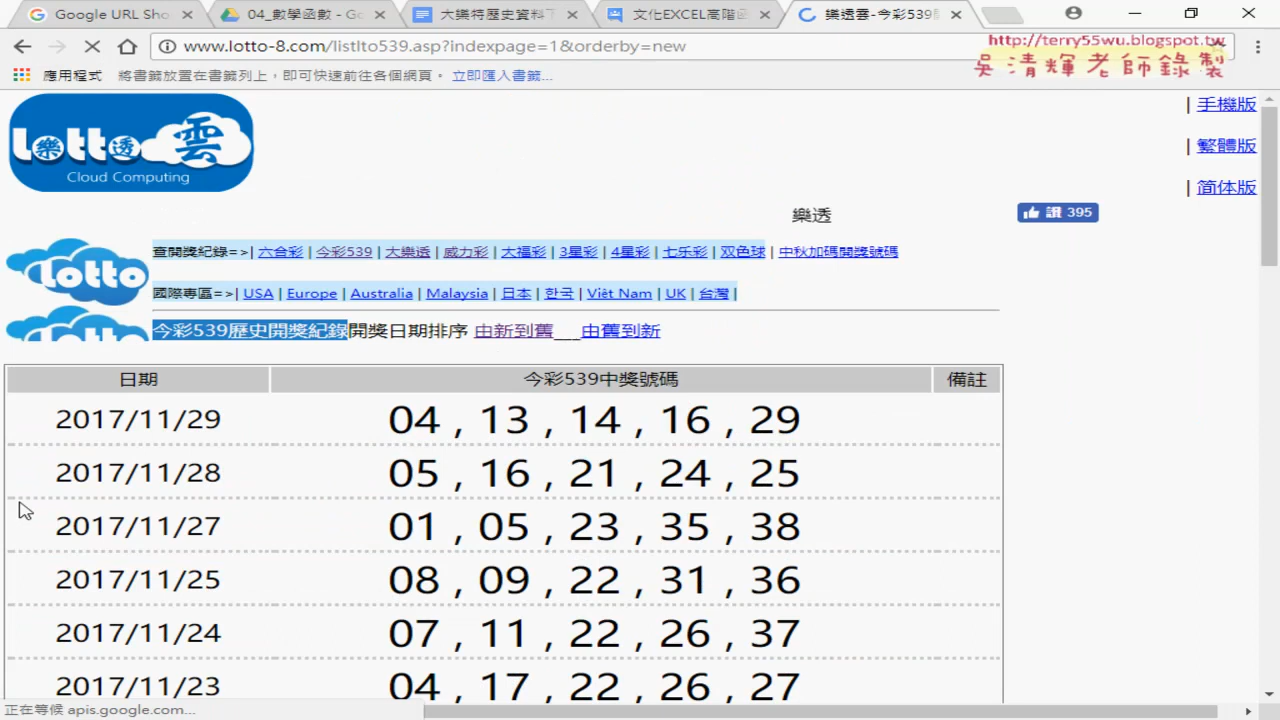 Google URL Sho
04_數學函數 - Go
大樂特歷史資料下
文化EXCEL高階函
樂透雲-今彩539歷
www.lotto-8.com/listlto539.asp?indexpage=1&orderby=new
http://terry55wu.blogspot.tw
吳清輝老師錄製
應用程式 將書籤放置在書籤列上，即可快速前往各個網頁。 立即匯入書籤...
Lotto 樂透 雲
Cloud Computing
| 手機版
| 繁體版
| 简体版
樂透
讚 395
lotto
查開獎紀錄=>| 六合彩 | 今彩539 | 大樂透 | 威力彩 | 大福彩 | 3星彩 | 4星彩 | 七乐彩 | 双色球 | 中秋加碼開獎號碼
國際專區=>| USA | Europe | Australia | Malaysia | 日本 | 한국 | Việt Nam | UK | 台灣 |
今彩539歷史開獎紀錄開獎日期排序 由新到舊___由舊到新
lotto
日期 今彩539中獎號碼 備註
2017/11/29 04 , 13 , 14 , 16 , 29
2017/11/28 05 , 16 , 21 , 24 , 25
2017/11/27 01 , 05 , 23 , 35 , 38
2017/11/25 08 , 09 , 22 , 31 , 36
2017/11/24 07 , 11 , 22 , 26 , 37
2017/11/23 04 , 17 , 22 , 26 , 27
正在等候 apis.google.com...